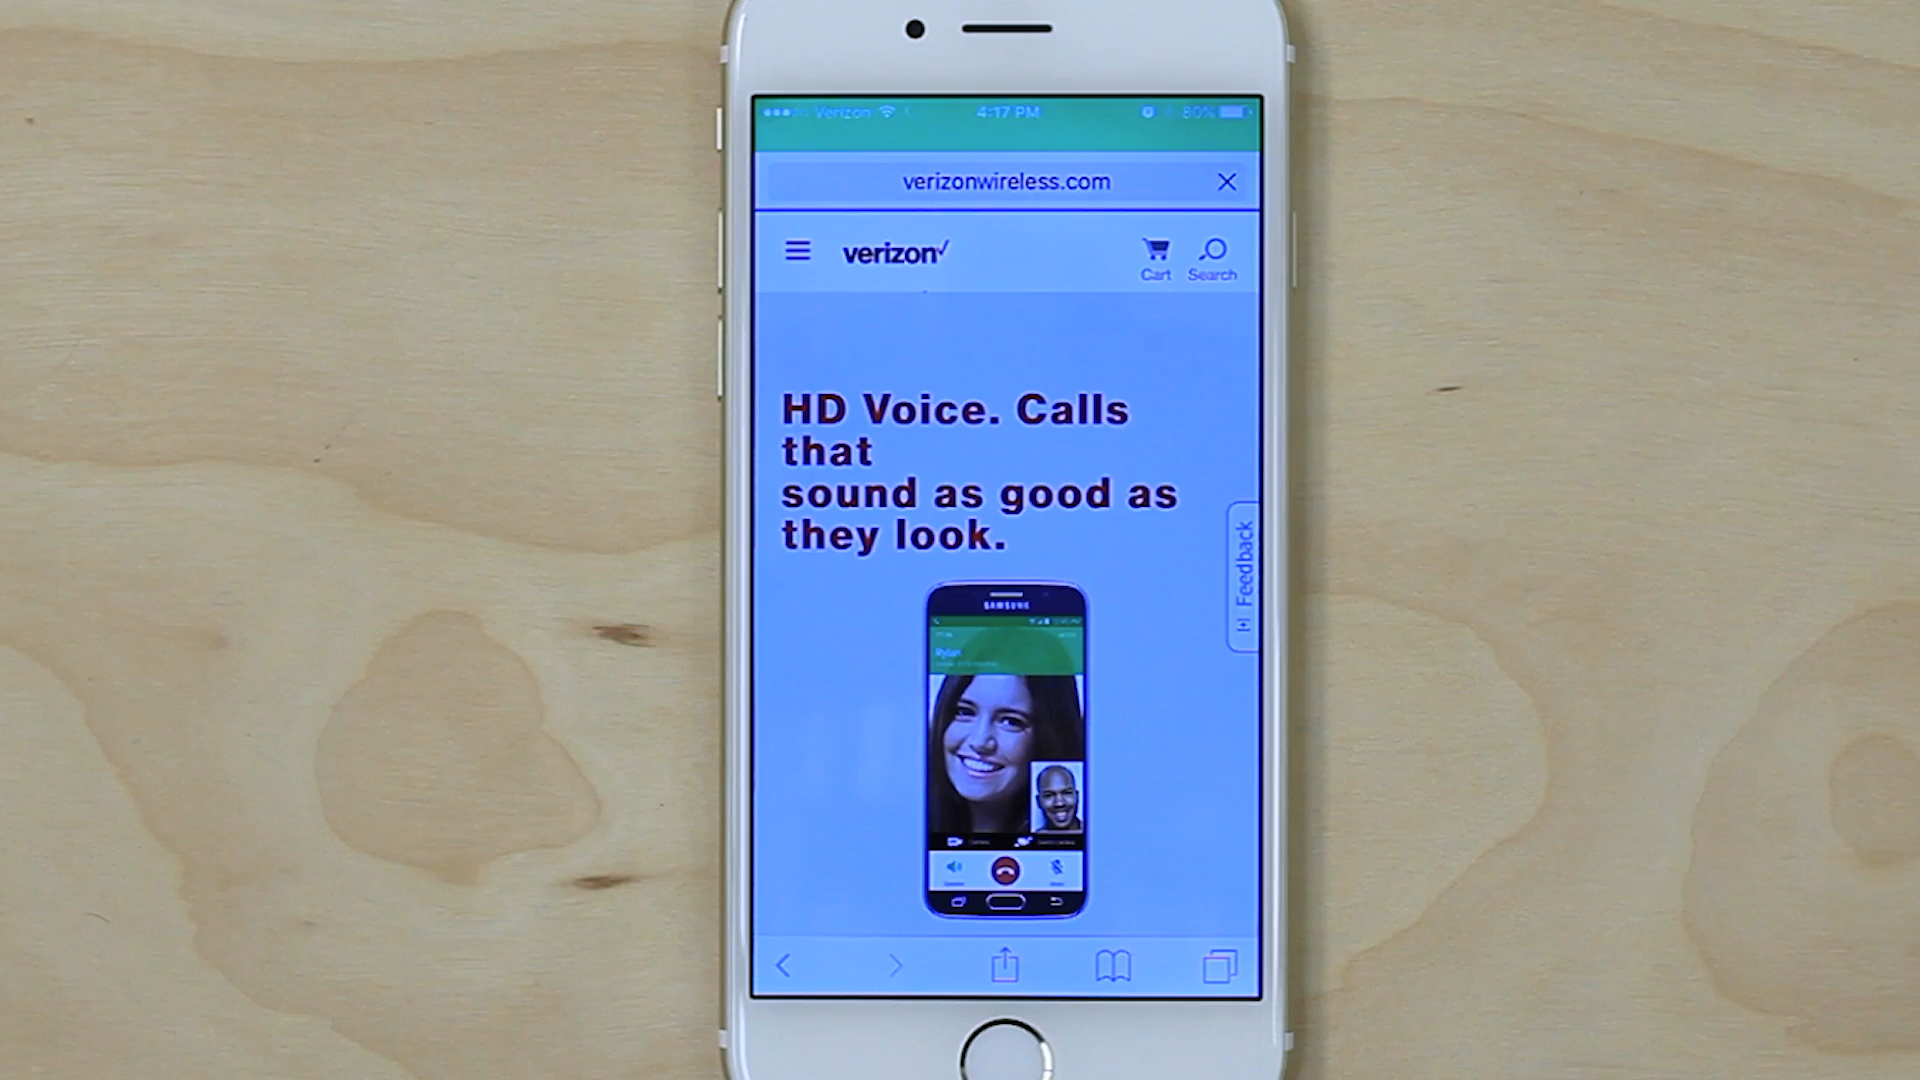 Verizon 4:17 PM 80%
verizonwireless.com
verizon
Cart Search
HD Voice. Calls
that
sound as good as
they look.
[+] Feedback
SAMSUNG
Rylan